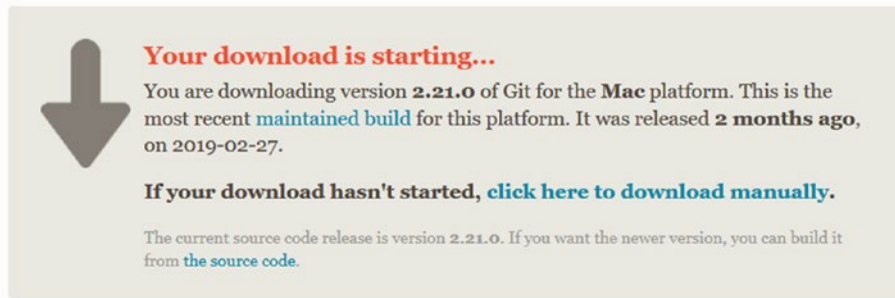 Your download is starting...
You are downloading version 2.21.0 of Git for the Mac platform. This is the
most recent maintained build for this platform. It was released 2 months ago,
on 2019-02-27.
If your download hasn't started, click here to download manually.
The current source code release is version 2.21.0. If you want the newer version, you can build it
from the source code.